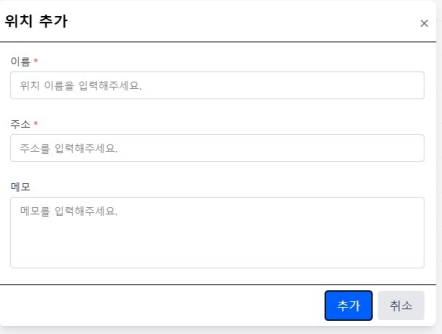 위치 추가
×
이름 *
위치 이름을 입력해주세요.
주소 *
주소를 입력해주세요.
메모
메모를 입력해주세요.
추가 취소